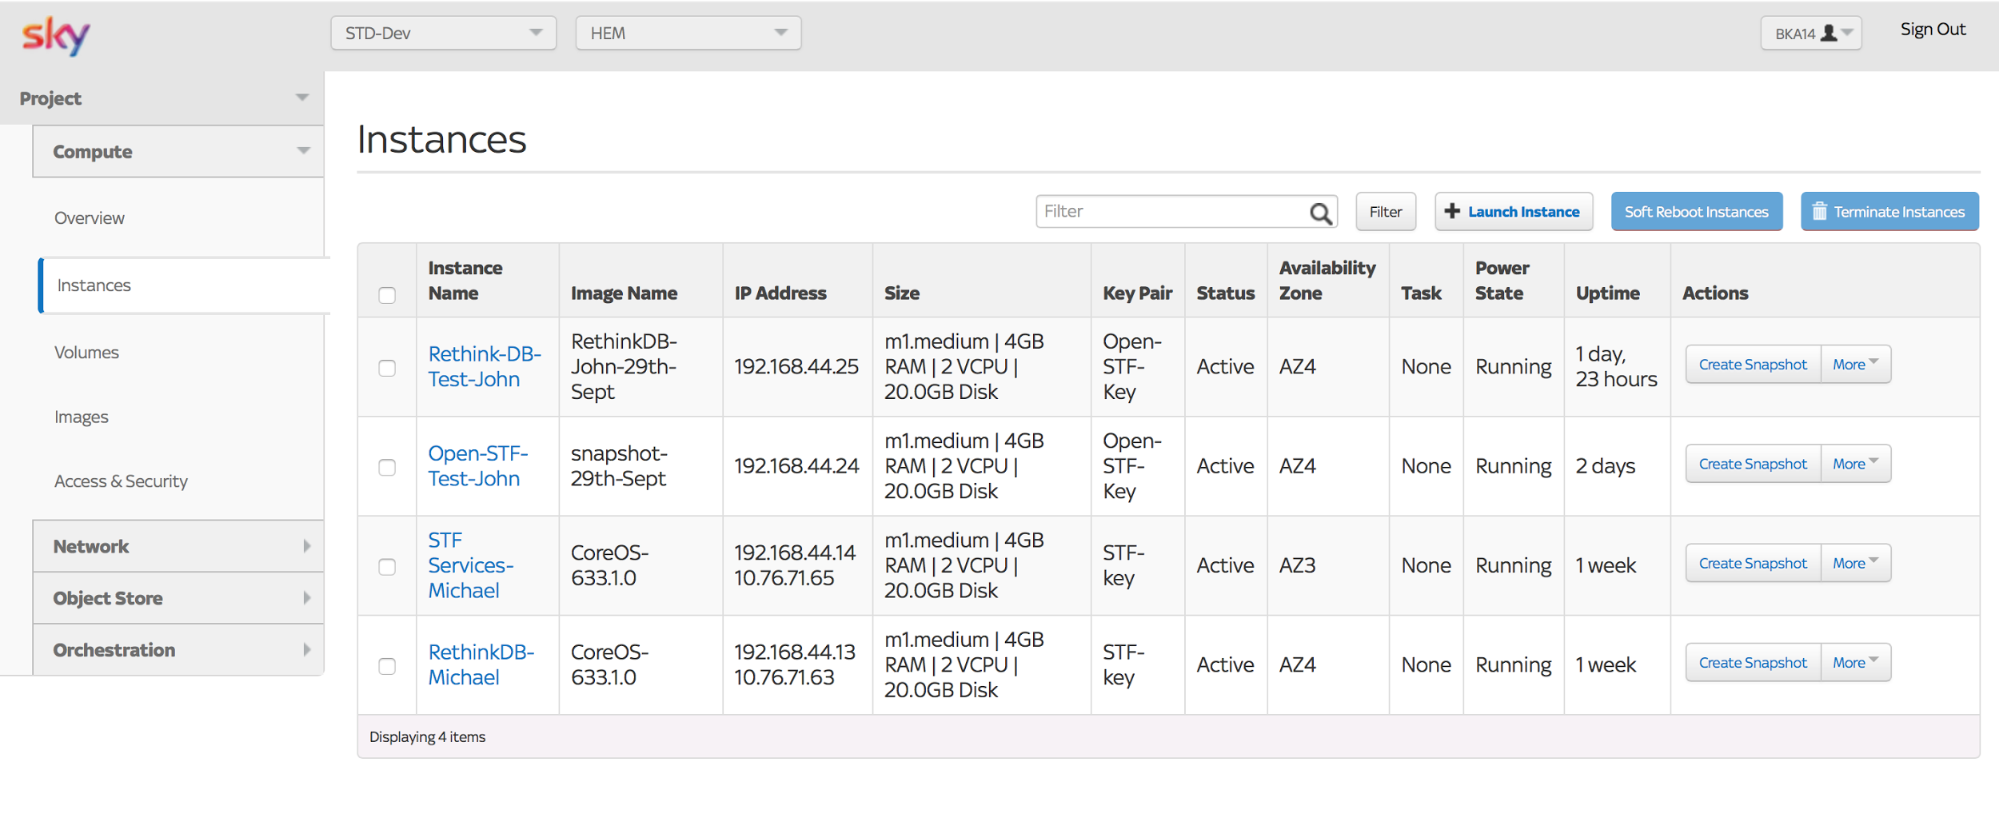 sky
STD-Dev
HEM
BKA14
Sign Out
Project
Compute
Overview
Instances
Volumes
Images
Access & Security
Network
Object Store
Orchestration
Instances
Filter
Filter
Launch Instance
Soft Reboot Instances
Terminate Instances
Instance
Name
Image Name
IP Address
Size
Key Pair
Status
Availability
Zone
Task
Power
State
Uptime
Actions
Rethink-DB-
Test-John
RethinkDB-
John-29th-
Sept
192.168.44.25
m1.medium | 4GB
RAM | 2 VCPU |
20.0GB Disk
Open-
STF-
Key
Active
AZ4
None
Running
1 day,
23 hours
Create Snapshot
More
Open-STF-
Test-John
snapshot-
29th-Sept
192.168.44.24
m1.medium | 4GB
RAM | 2 VCPU |
20.0GB Disk
Open-
STF-
Key
Active
AZ4
None
Running
2 days
Create Snapshot
More
STF
Services-
Michael
CoreOS-
633.1.0
192.168.44.14
10.76.71.65
m1.medium | 4GB
RAM | 2 VCPU |
20.0GB Disk
STF-
key
Active
AZ3
None
Running
1 week
Create Snapshot
More
RethinkDB-
Michael
CoreOS-
633.1.0
192.168.44.13
10.76.71.63
m1.medium | 4GB
RAM | 2 VCPU |
20.0GB Disk
STF-
key
Active
AZ4
None
Running
1 week
Create Snapshot
More
Displaying 4 items